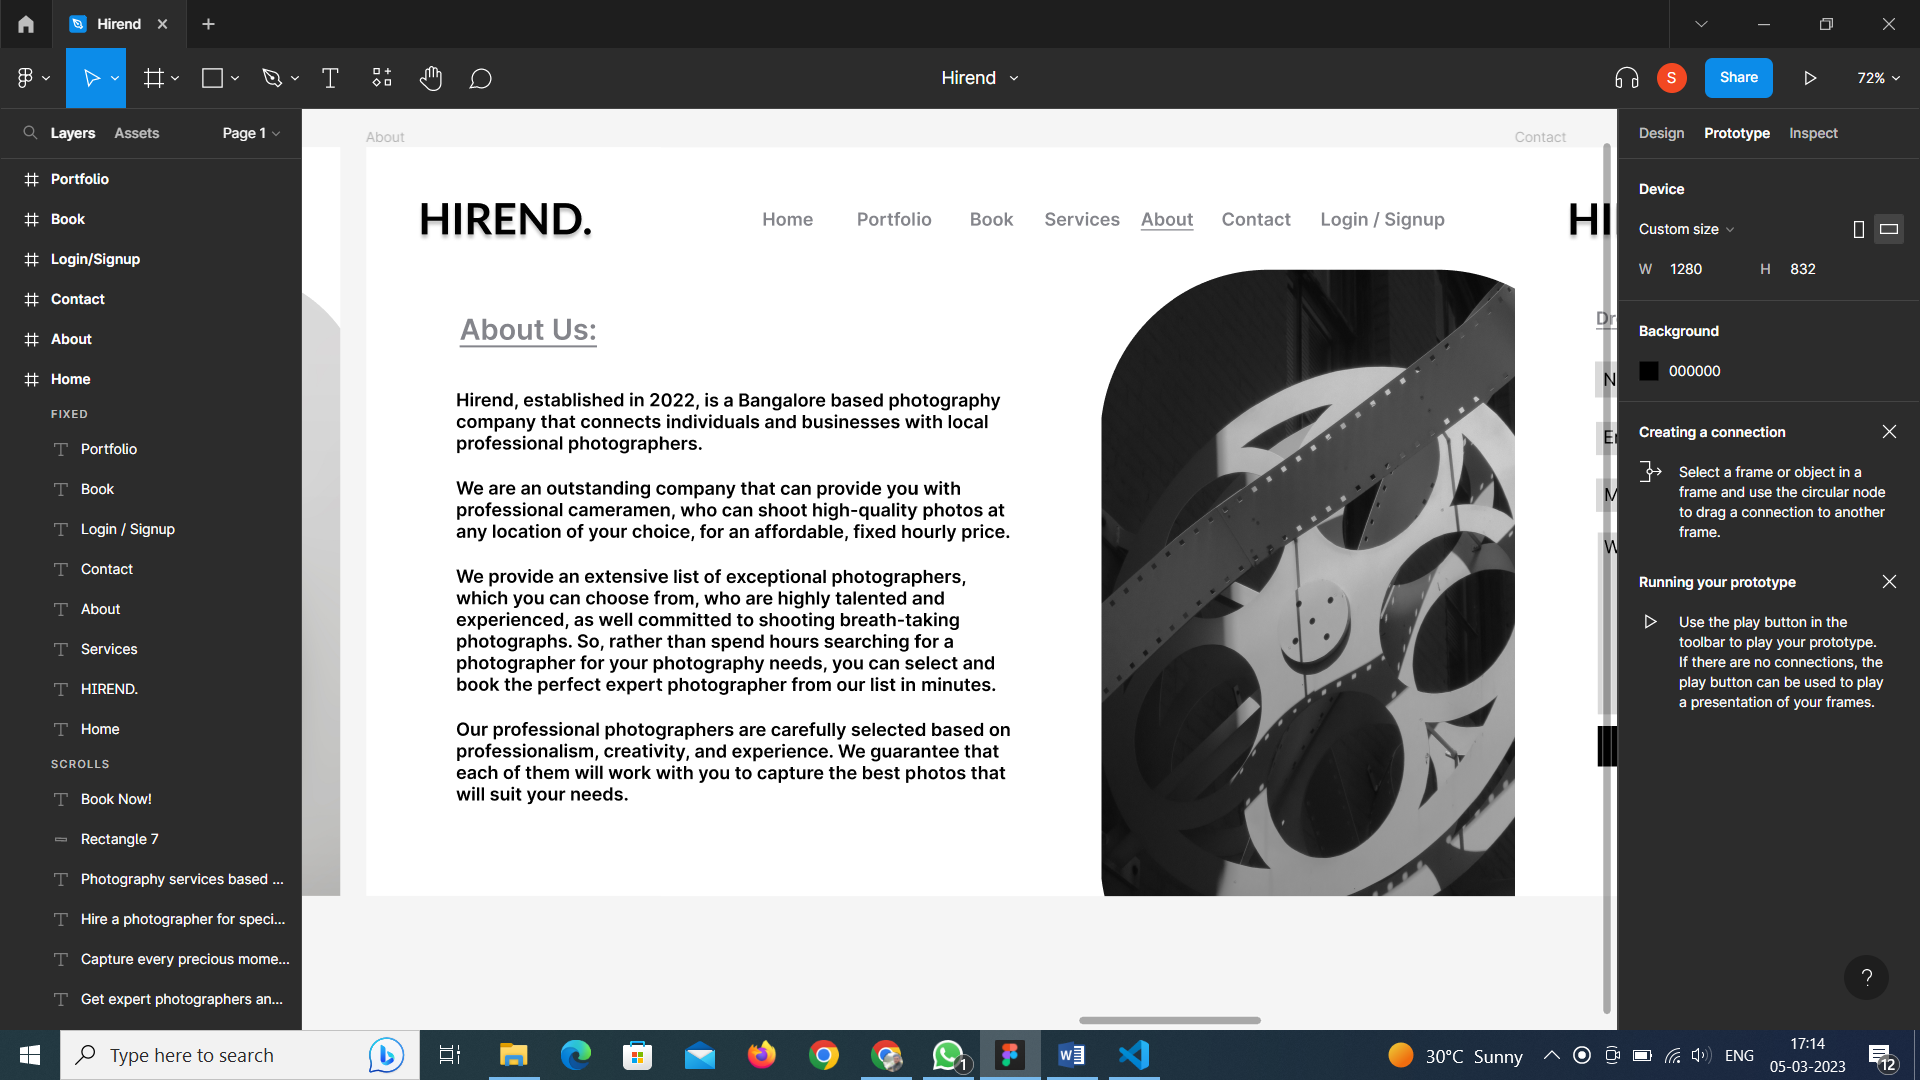 Hirend
Hirend
S
Share
72%
Layers
Assets
Page 1
Portfolio
Book
Login/Signup
Contact
About
Home
FIXED
Portfolio
Book
Login / Signup
Contact
About
Services
HIREND.
Home
SCROLLS
Book Now!
Rectangle 7
Photography services based ...
Hire a photographer for speci...
Capture every precious mome...
Get expert photographers an...
About
Contact
HIREND.
Home
Portfolio
Book
Services
About
Contact
Login / Signup
HI
About Us:
Hirend, established in 2022, is a Bangalore based photography
company that connects individuals and businesses with local
professional photographers.
We are an outstanding company that can provide you with
professional cameramen, who can shoot high-quality photos at
any location of your choice, for an affordable, fixed hourly price.
We provide an extensive list of exceptional photographers,
which you can choose from, who are highly talented and
experienced, as well committed to shooting breath-taking
photographs. So, rather than spend hours searching for a
photographer for your photography needs, you can select and
book the perfect expert photographer from our list in minutes.
Our professional photographers are carefully selected based on
professionalism, creativity, and experience. We guarantee that
each of them will work with you to capture the best photos that
will suit your needs.
Dr
N
E
M
W
Design
Prototype
Inspect
Device
Custom size
W 1280 H 832
Background
000000
Creating a connection
Select a frame or object in a
frame and use the circular node
to drag a connection to another
frame.
Running your prototype
Use the play button in the
toolbar to play your prototype.
If there are no connections, the
play button can be used to play
a presentation of your frames.
?
Type here to search
1
30°C Sunny
ENG
17:14
05-03-2023
12